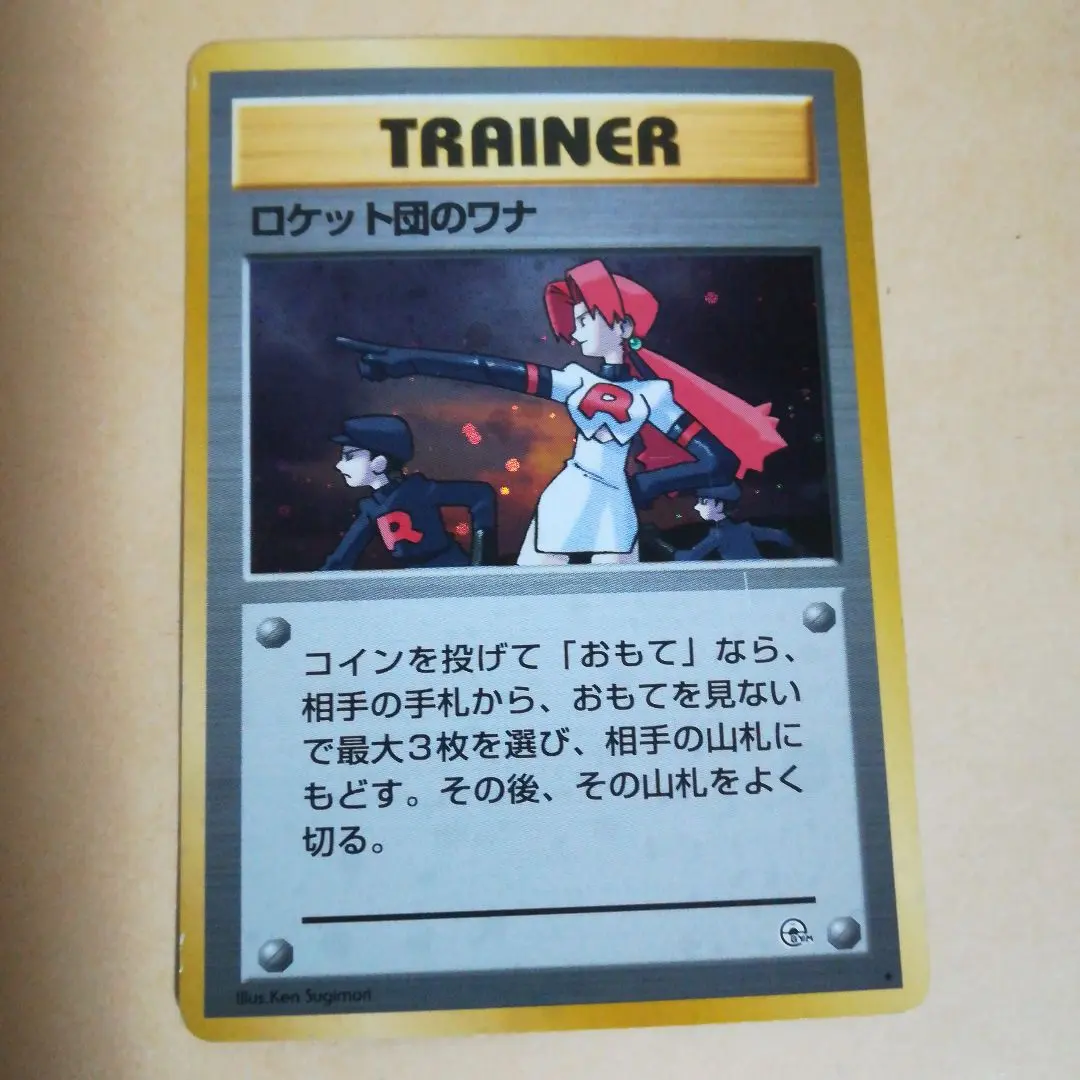 TRAINER
ロケット団のワナ
R
R
コインを投げて「おもて」なら、
相手の手札から、おもてを見ない
で最大3枚を選び、相手の山札に
もどす。その後、その山札をよく
切る。
GYM
Illus.Ken Sugimori